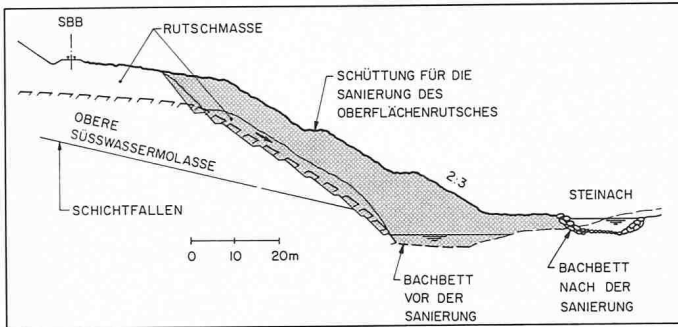 SBB
RUTSCHMASSE
SCHÜTTUNG FÜR DIE
SANIERUNG DES
OBERFLÄCHENRUTSCHES
OBERE
SÜSSWASSERMOLASSE
2:3
STEINACH
SCHICHTFALLEN
0 10 20m
BACHBETT
VOR DER
SANIERUNG
BACHBETT
NACH DER
SANIERUNG